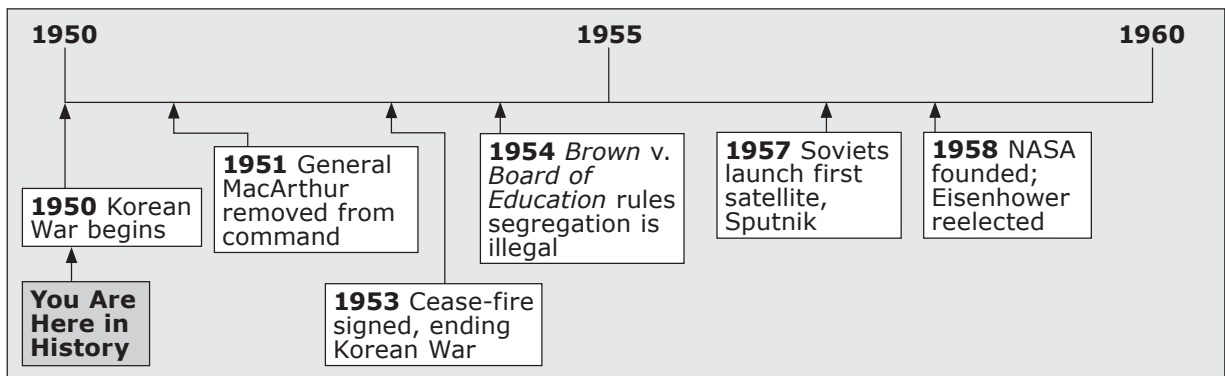 1950
1955
1960
1950 Korean
War begins
You Are
Here in
History
1951 General
MacArthur
removed from
command
1953 Cease-fire
signed, ending
Korean War
1954 Brown v.
Board of
Education rules
segregation is
illegal
1957 Soviets
launch first
satellite,
Sputnik
1958 NASA
founded;
Eisenhower
reelected